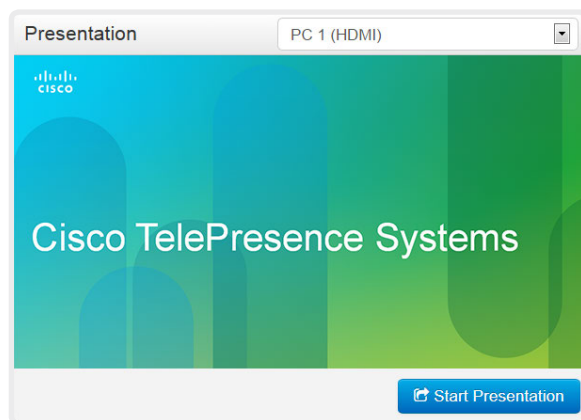 Presentation
PC 1 (HDMI)
CISCO
Cisco TelePresence Systems
Start Presentation